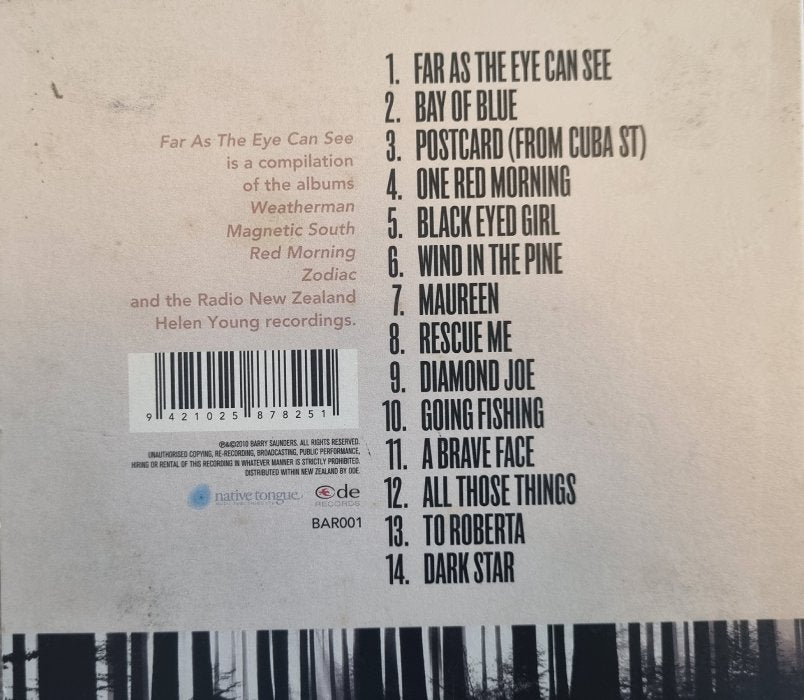 1. FAR AS THE EYE CAN SEE
2. BAY OF BLUE
3. POSTCARD (FROM CUBA ST)
4. ONE RED MORNING
5. BLACK EYED GIRL
6. WIND IN THE PINE
7. MAUREEN
8. RESCUE ME
9. DIAMOND JOE
10. GOING FISHING
11. A BRAVE FACE
12. ALL THOSE THINGS
13. TO ROBERTA
14. DARK STAR
Far As The Eye Can See
is a compilation
of the albums
Weatherman
Magnetic South
Red Morning
Zodiac
and the Radio New Zealand
Helen Young recordings.
9 421025 878251
℗&©2010 BARRY SAUNDERS. ALL RIGHTS RESERVED.
UNAUTHORISED COPYING, RE-RECORDING, BROADCASTING, PUBLIC PERFORMANCE,
HIRING OR RENTAL OF THIS RECORDING IN WHATEVER MANNER IS STRICTLY PROHIBITED.
DISTRIBUTED WITHIN NEW ZEALAND BY ODE.
native tongue
ode
RECORDS
BAR001